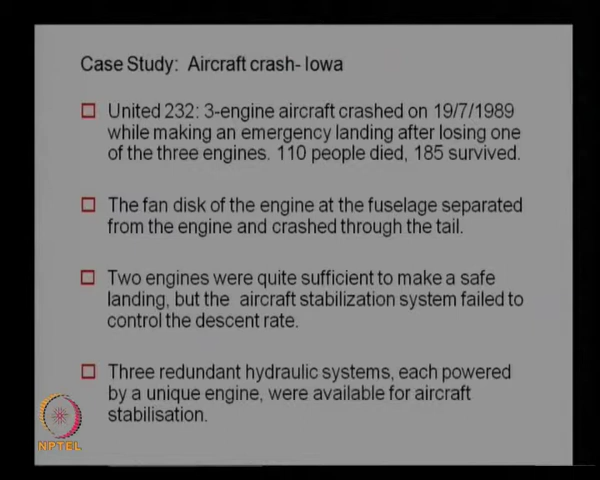 Case Study: Aircraft crash- Iowa
United 232: 3-engine aircraft crashed on 19/7/1989
while making an emergency landing after losing one
of the three engines. 110 people died, 185 survived.
The fan disk of the engine at the fuselage separated
from the engine and crashed through the tail.
Two engines were quite sufficient to make a safe
landing, but the aircraft stabilization system failed to
control the descent rate.
Three redundant hydraulic systems, each powered
by a unique engine, were available for aircraft
stabilisation.
NPTEL